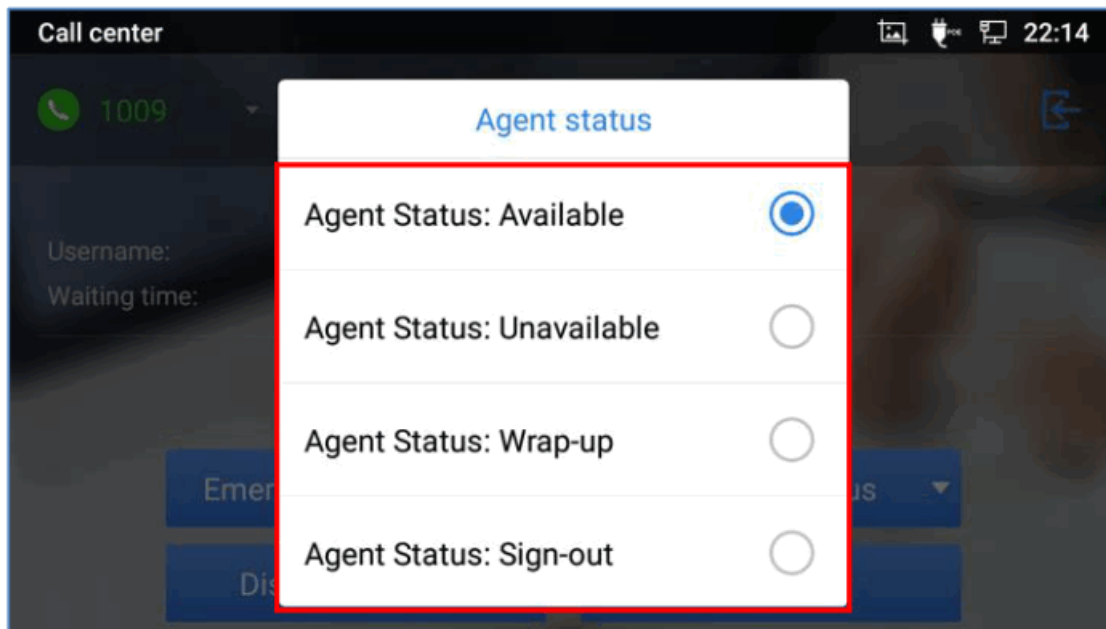 Call center
22:14
1009
Agent status
Agent Status: Available
Username:
Waiting time:
Agent Status: Unavailable
Agent Status: Wrap-up
Agent Status: Sign-out